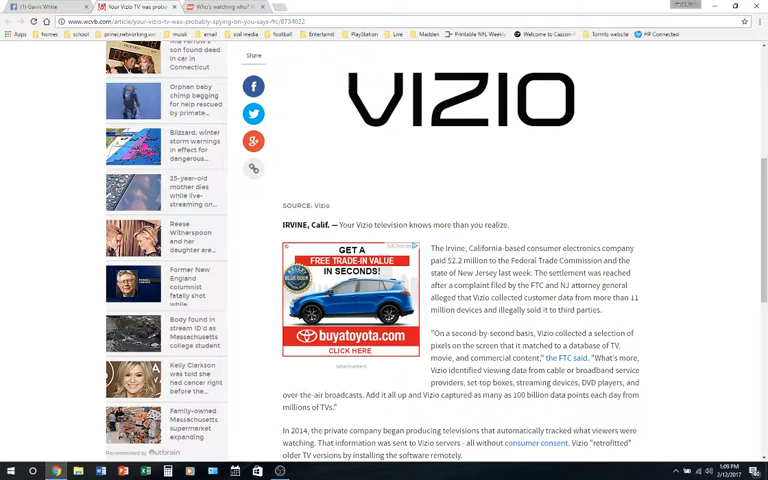 (1) Gavin White
Your Vizio TV was proba
Who's watching who? V
www.wcvb.com/article/your-vizio-tv-was-probably-spying-on-you-says-ftc/8734022
Apps
home
school
primer,networking,web
musik
email
soil media
football
Entertaimt
PlayStation
Live
Madden
Printable NFL Weekly
Welcome to Casson-F
Torrnts website
HP Connected
son found dead
in car in
Connecticut
Orphan baby
chimp begging
for help rescued
by primate...
Blizzard, winter
storm warnings
in effect for
dangerous...
25-year-old
mother dies
while live-
streaming on...
Reese
Witherspoon
and her
daughter are...
Former New
England
columnist
fatally shot
while
Body found in
stream ID'd as
Massachusetts
college student
Kelly Clarkson
was told she
had cancer right
before the...
Family-owned
Massachusetts
supermarket
expanding
Recommended by Outbrain
Share
VIZIO
SOURCE: Vizio
IRVINE, Calif. — Your Vizio television knows more than you realize.
AdChoices
GET A
FREE TRADE-IN VALUE
IN SECONDS!
KELLEY
BLUE BOOK
buyatoyota.com
CLICK HERE
Advertisement
The Irvine, California-based consumer electronics company
paid $2.2 million to the Federal Trade Commission and the
state of New Jersey last week. The settlement was reached
after a complaint filed by the FTC and NJ attorney general
alleged that Vizio collected customer data from more than 11
million devices and illegally sold it to third parties.
"On a second-by-second basis, Vizio collected a selection of
pixels on the screen that it matched to a database of TV,
movie, and commercial content," the FTC said. "What's more,
Vizio identified viewing data from cable or broadband service
providers, set-top boxes, streaming devices, DVD players, and
over-the-air broadcasts. Add it all up and Vizio captured as many as 100 billion data points each day from
millions of TVs."
In 2014, the private company began producing televisions that automatically tracked what viewers were
watching. That information was sent to Vizio servers - all without consumer consent. Vizio "retrofitted"
older TV versions by installing the software remotely.
1:09 PM
2/12/2017